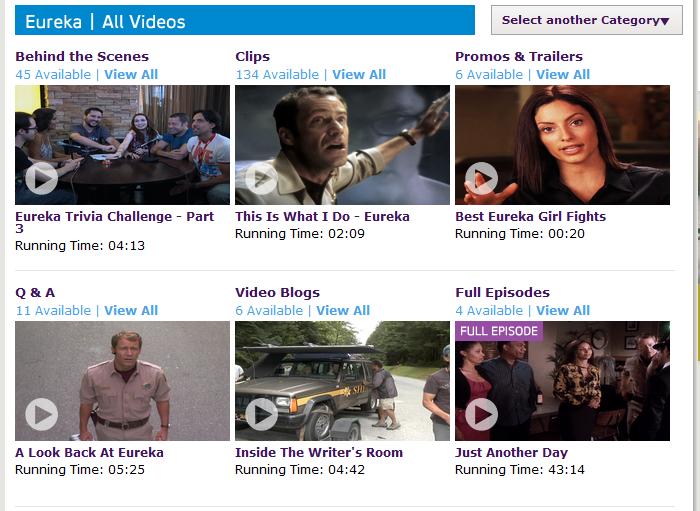 Eureka | All Videos
Select another Category▼
Behind the Scenes
45 Available | View All
Eureka Trivia Challenge - Part
3
Running Time: 04:13
Clips
134 Available | View All
This Is What I Do - Eureka
Running Time: 02:09
Promos & Trailers
6 Available | View All
Best Eureka Girl Fights
Running Time: 00:20
Q & A
11 Available | View All
A Look Back At Eureka
Running Time: 05:25
Video Blogs
6 Available | View All
Inside The Writer's Room
Running Time: 04:42
Full Episodes
4 Available | View All
FULL EPISODE
Just Another Day
Running Time: 43:14